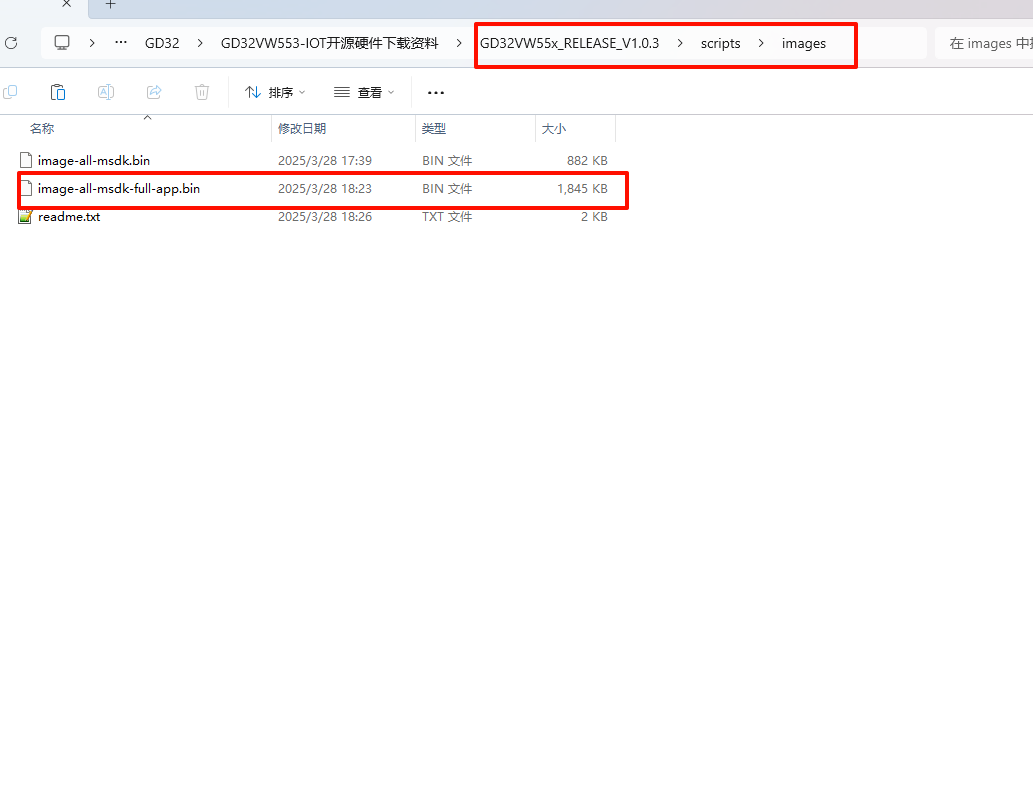 GD32 GD32VW553-IOT开源硬件下载资料 GD32VW55x_RELEASE_V1.0.3 scripts images 在 images 中
排序 查看
名称 修改日期 类型 大小
image-all-msdk.bin 2025/3/28 17:39 BIN 文件 882 KB
image-all-msdk-full-app.bin 2025/3/28 18:23 BIN 文件 1,845 KB
readme.txt 2025/3/28 18:26 TXT 文件 2 KB